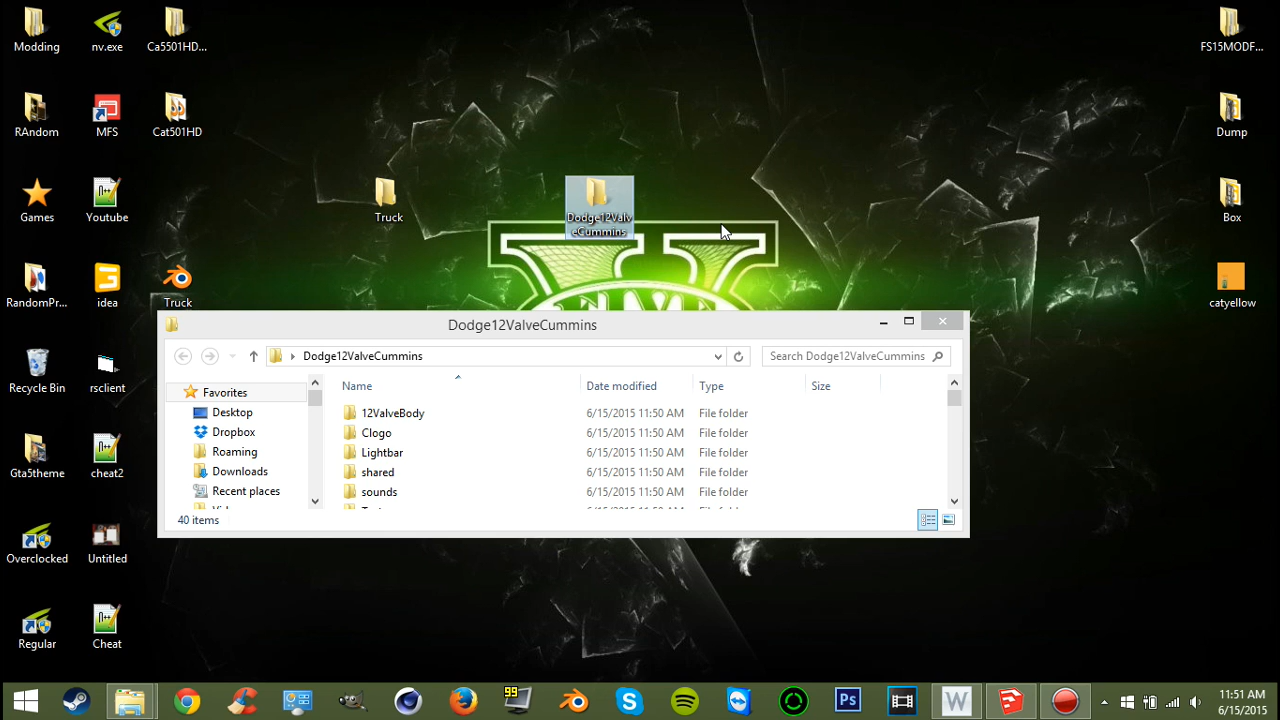 Modding
nv.exe
Ca5501HD...
FS15MODF...
RAndom
MFS
Cat501HD
Dump
Games
Youtube
Truck
Dodge12Valv
eCummins
Box
RandomPr...
idea
Truck
catyellow
Recycle Bin
rsclient
Gta5theme
cheat2
Overclocked
Untitled
Regular
Cheat
Dodge12ValveCummins
Dodge12ValveCummins
Search Dodge12ValveCummins
Favorites
Name
Date modified
Type
Size
Desktop
12ValveBody
6/15/2015 11:50 AM
File folder
Dropbox
Clogo
6/15/2015 11:50 AM
File folder
Roaming
Lightbar
6/15/2015 11:50 AM
File folder
Downloads
shared
6/15/2015 11:50 AM
File folder
Recent places
sounds
6/15/2015 11:50 AM
File folder
40 items
99
Ps
W
11:51 AM
6/15/2015